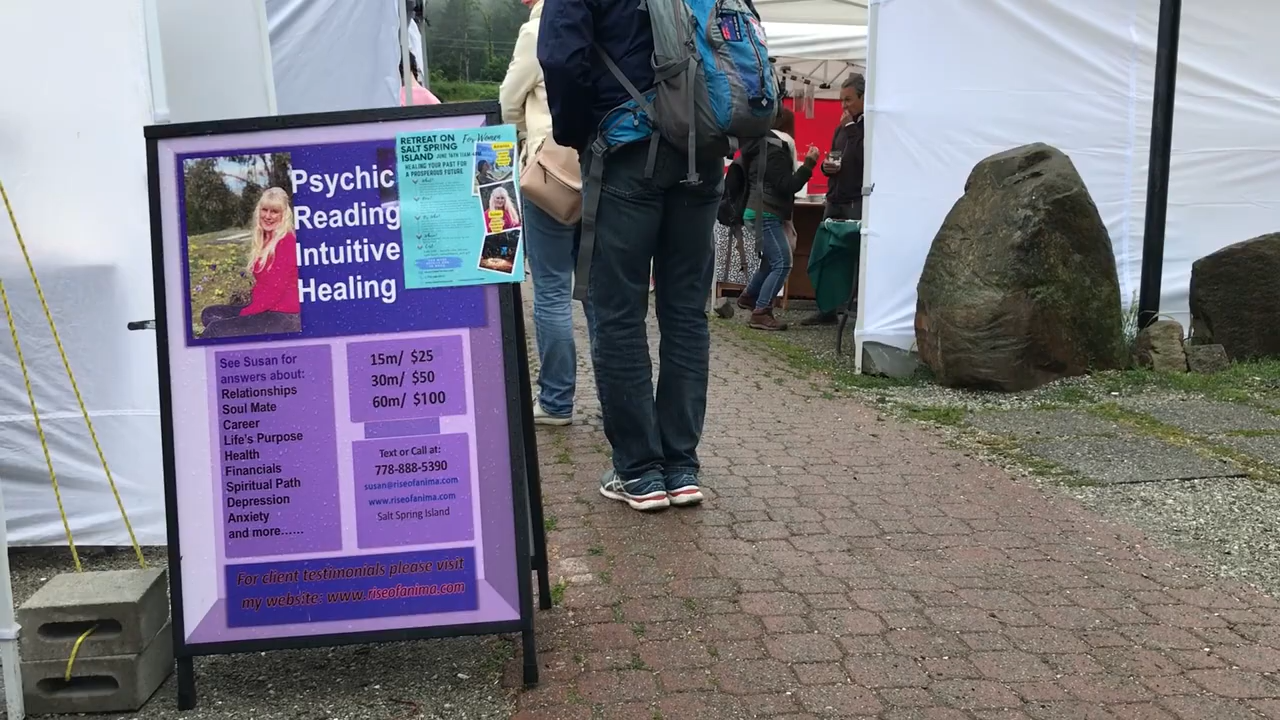 Psychic
Reading
Intuitive
Healing
RETREAT ON
SALT SPRING
ISLAND
For Women
HEALING YOUR PAST FOR
A PROSPEROUS FUTURE
See Susan for
answers about:
Relationships
Soul Mate
Career
Life's Purpose
Health
Financials
Spiritual Path
Depression
Anxiety
and more......
15m/ $25
30m/ $50
60m/ $100
Text or Call at:
778-888-5390
susan@riseofanima.com
www.riseofanima.com
Salt Spring Island
For client testimonials please visit
my website: www.riseofanima.com